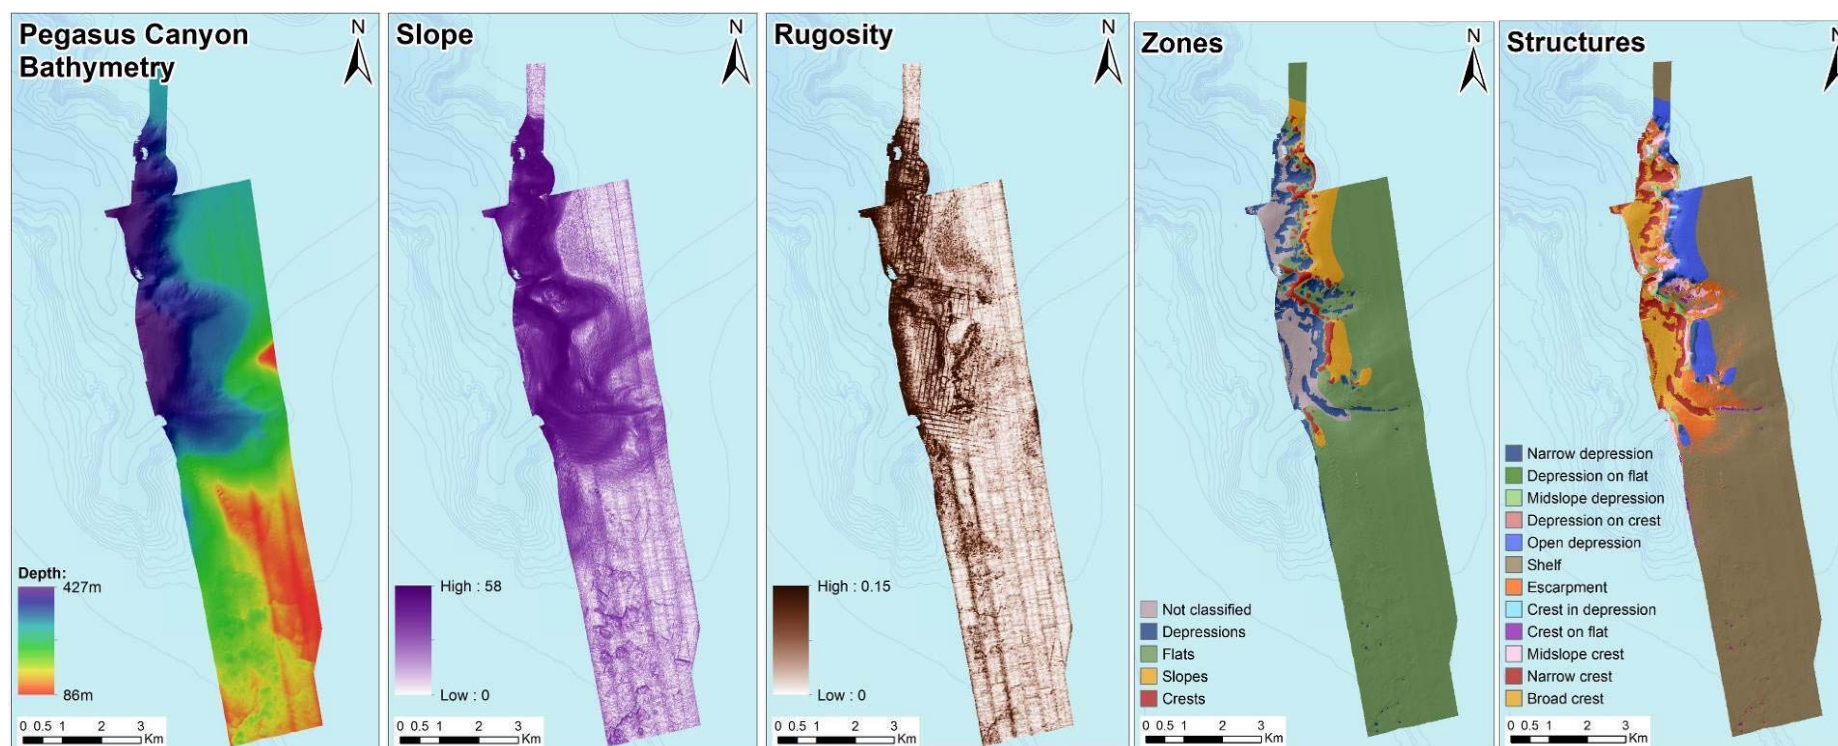 Pegasus Canyon
Bathymetry
N
Depth:
427m
86m
0 0.5 1 2 3
Km
Slope
N
High : 58
Low : 0
0 0.5 1 2 3
Km
Rugosity
N
High : 0.15
Low : 0
0 0.5 1 2 3
Km
Zones
N
Not classified
Depressions
Flats
Slopes
Crests
0 0.5 1 2 3
Km
Structures
N
Narrow depression
Depression on flat
Midslope depression
Depression on crest
Open depression
Shelf
Escarpment
Crest in depression
Crest on flat
Midslope crest
Narrow crest
Broad crest
0 0.5 1 2 3
Km